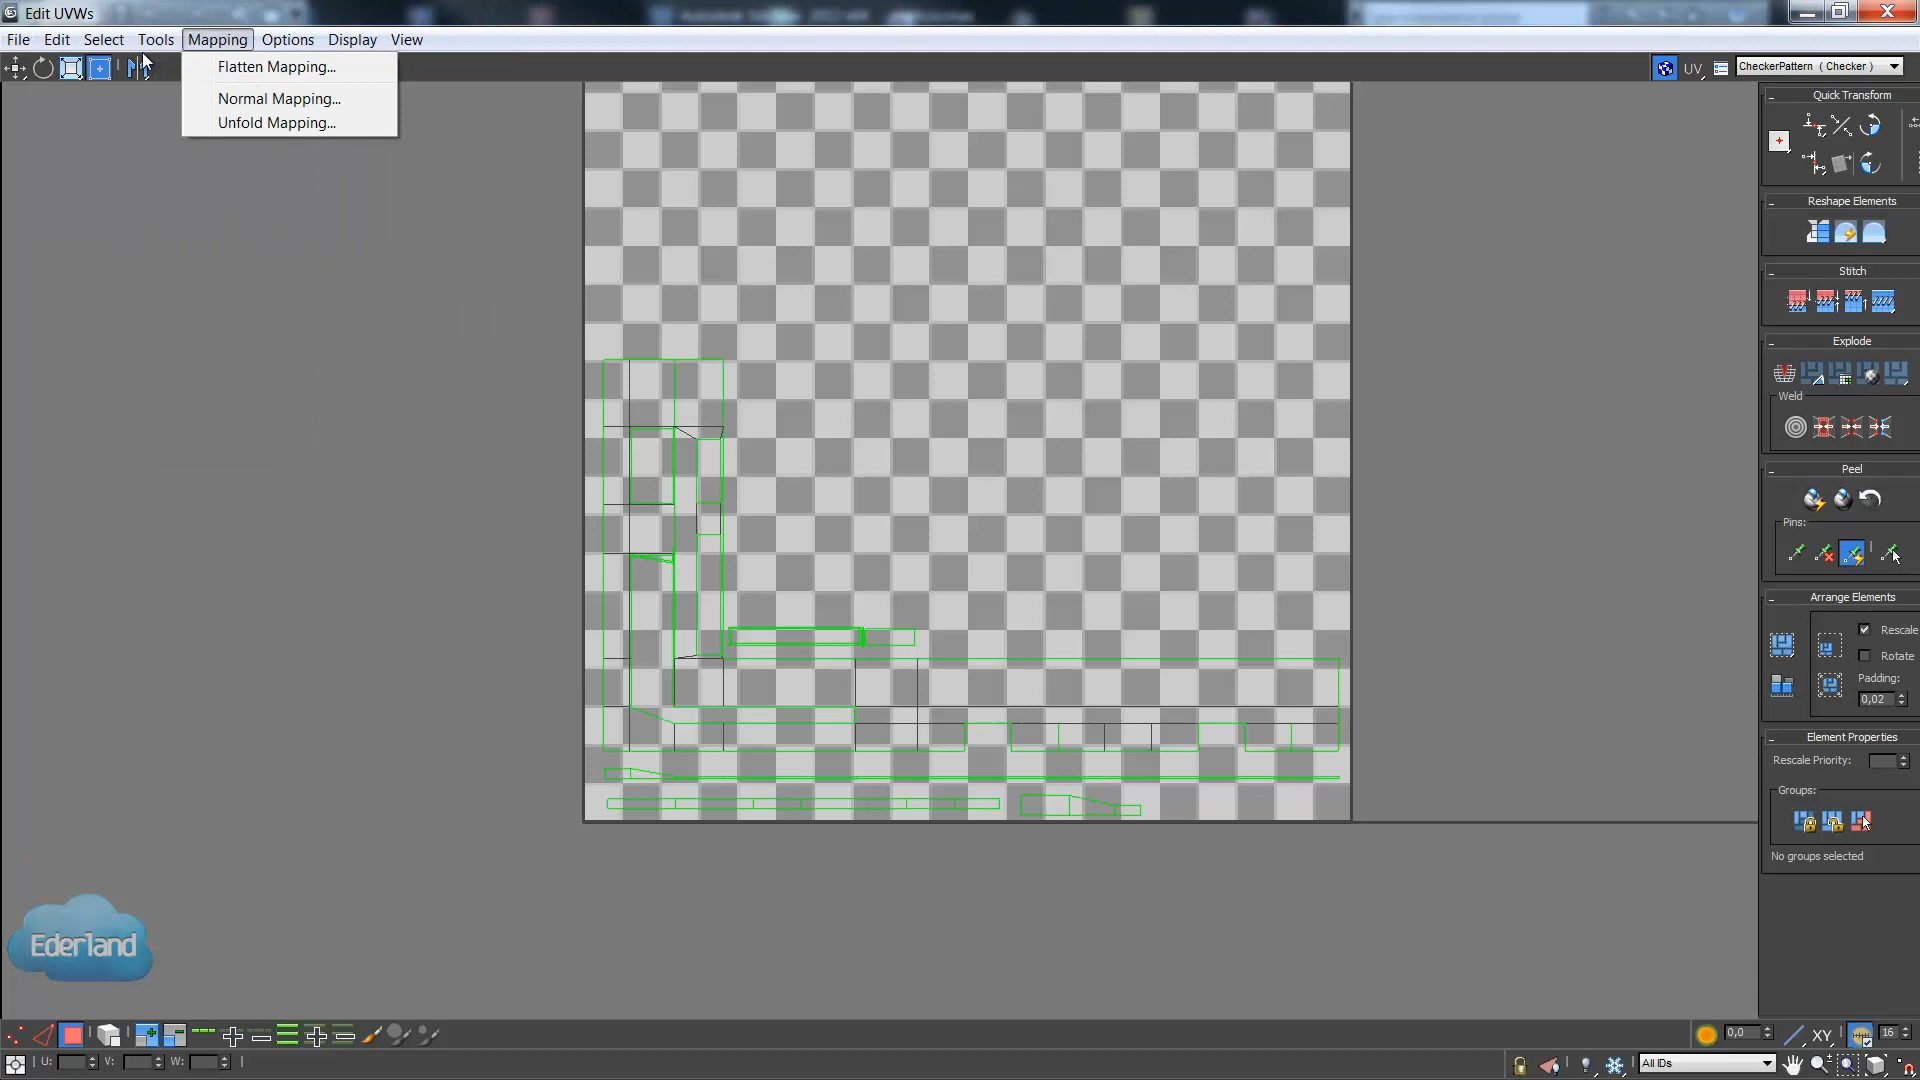 Edit UVWs
File Edit Select Tools Mapping Options Display View
Flatten Mapping...
Normal Mapping...
Unfold Mapping...
UV
CheckerPattern ( Checker )
Quick Transform
Reshape Elements
Stitch
Explode
Weld
Peel
Pins:
Arrange Elements
Rescale
Rotate
Padding:
0,02
Element Properties
Rescale Priority:
Groups:
No groups selected
Ederland
0,0
XY
16
U:
V:
W:
All IDs